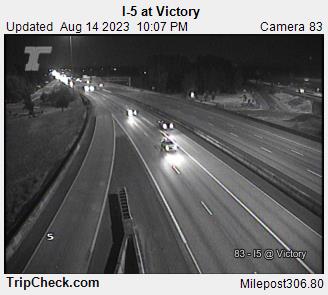 I-5 at Victory
Updated Aug 14 2023 10:07 PM Camera 83
T
5
83 - I5 @ Victory
TripCheck.com Milepost306.80